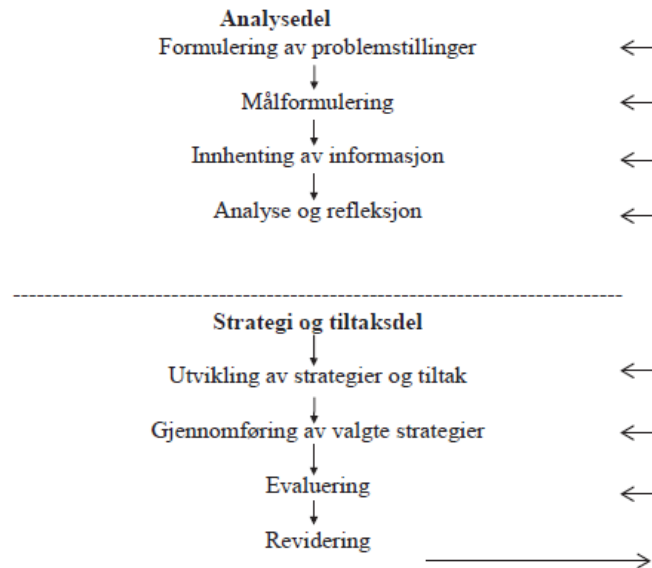 Analysedel
Formulering av problemstillinger
Målformulering
Innhenting av informasjon
Analyse og refleksjon
Strategi og tiltaksdel
Utvikling av strategier og tiltak
Gjennomføring av valgte strategier
Evaluering
Revidering